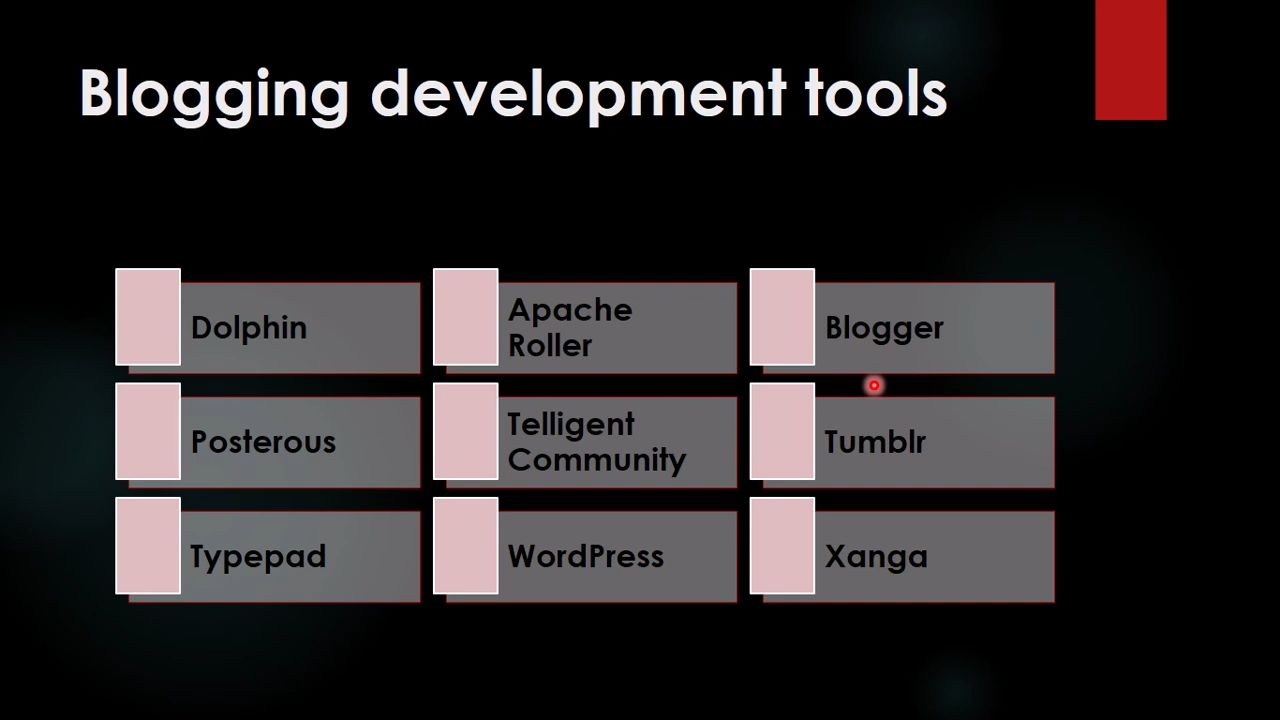 Blogging development tools
Dolphin
Apache
Roller
Blogger
Posterous
Telligent
Community
Tumblr
Typepad
WordPress
Xanga